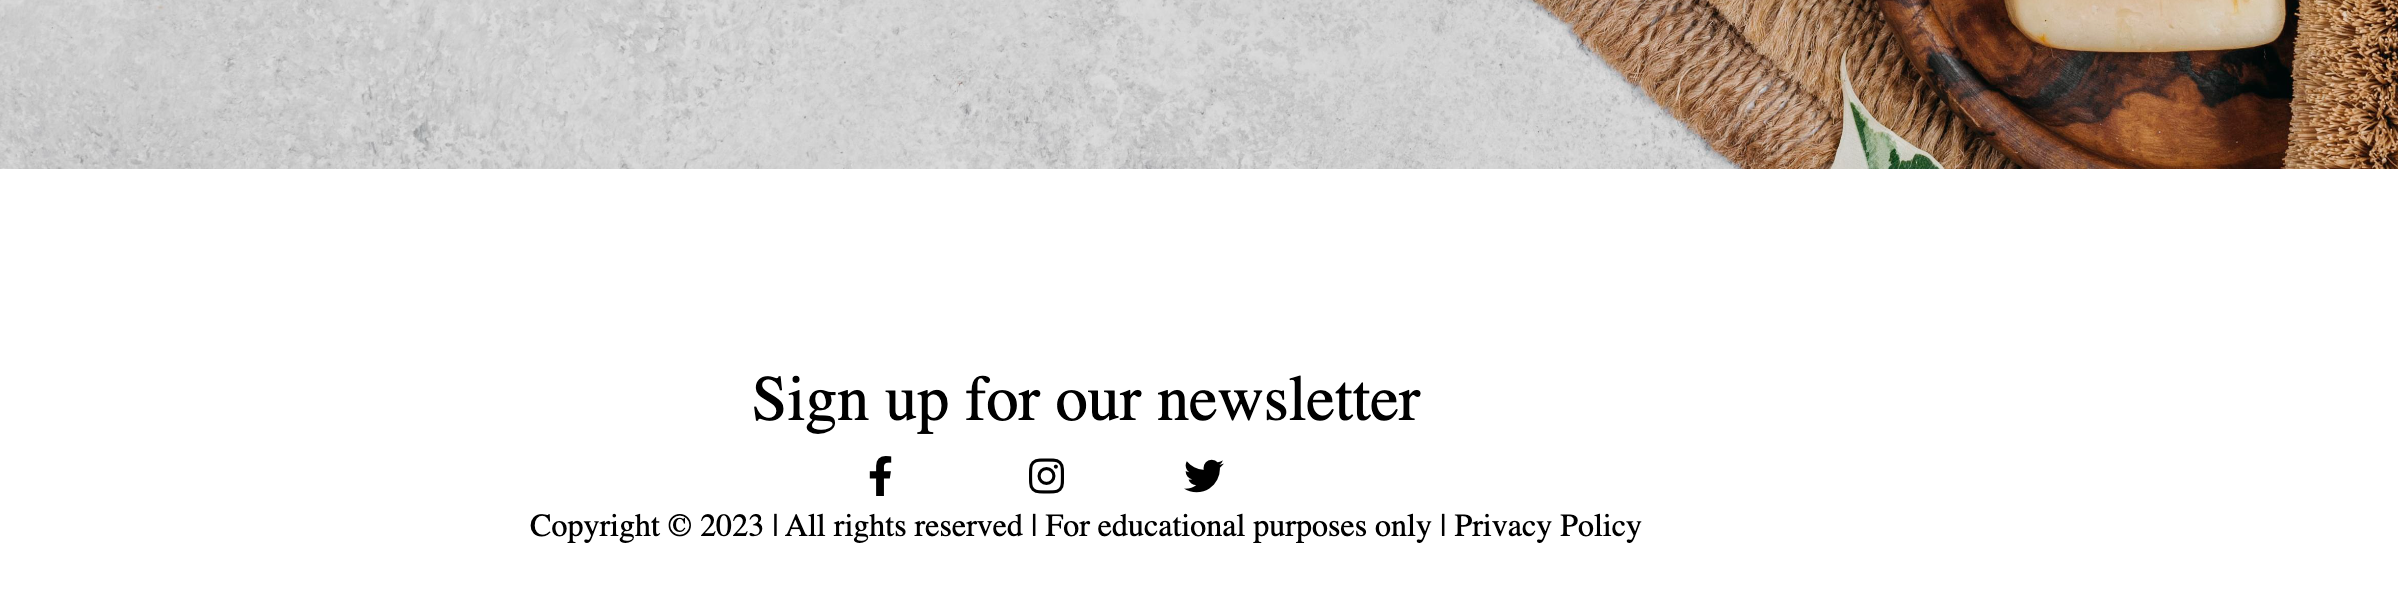 Sign up for our newsletter
Copyright © 2023 | All rights reserved | For educational purposes only | Privacy Policy